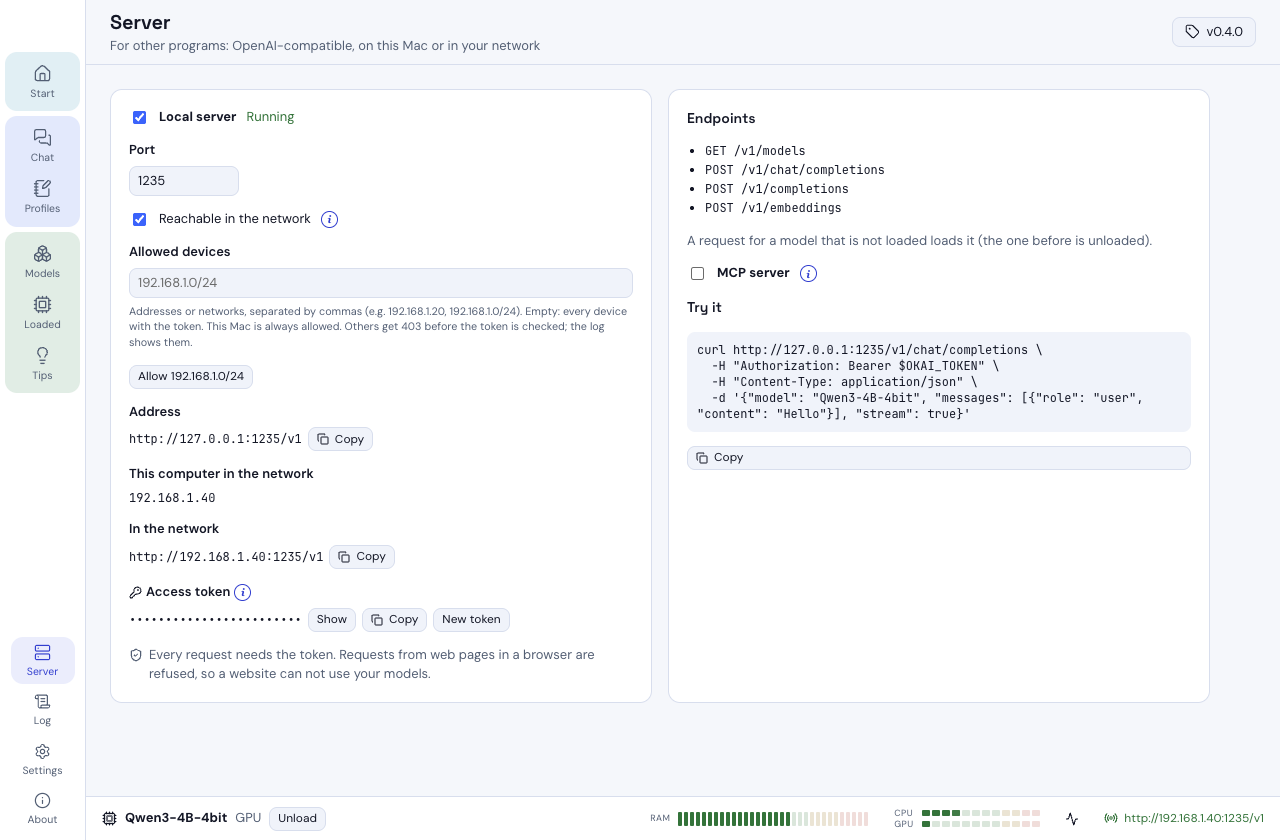 Server
For other programs: OpenAI-compatible, on this Mac or in your network
v0.4.0
Start
Chat
Profiles
Models
Loaded
Tips
Server
Log
Settings
About
Local server Running
Port
1235
Reachable in the network i
Allowed devices
192.168.1.0/24
Addresses or networks, separated by commas (e.g. 192.168.1.20, 192.168.1.0/24). Empty: every device
with the token. This Mac is always allowed. Others get 403 before the token is checked; the log
shows them.
Allow 192.168.1.0/24
Address
http://127.0.0.1:1235/v1 Copy
This computer in the network
192.168.1.40
In the network
http://192.168.1.40:1235/v1 Copy
Access token i
•••••••••••••••••••••••• Show Copy New token
Every request needs the token. Requests from web pages in a browser are
refused, so a website can not use your models.
Endpoints
• GET /v1/models
• POST /v1/chat/completions
• POST /v1/completions
• POST /v1/embeddings
A request for a model that is not loaded loads it (the one before is unloaded).
MCP server i
Try it
curl http://127.0.0.1:1235/v1/chat/completions \
  -H "Authorization: Bearer $OKAI_TOKEN" \
  -H "Content-Type: application/json" \
  -d '{"model": "Qwen3-4B-4bit", "messages": [{"role": "user",
"content": "Hello"}], "stream": true}'
Copy
Qwen3-4B-4bit GPU Unload
RAM
CPU
GPU
http://192.168.1.40:1235/v1